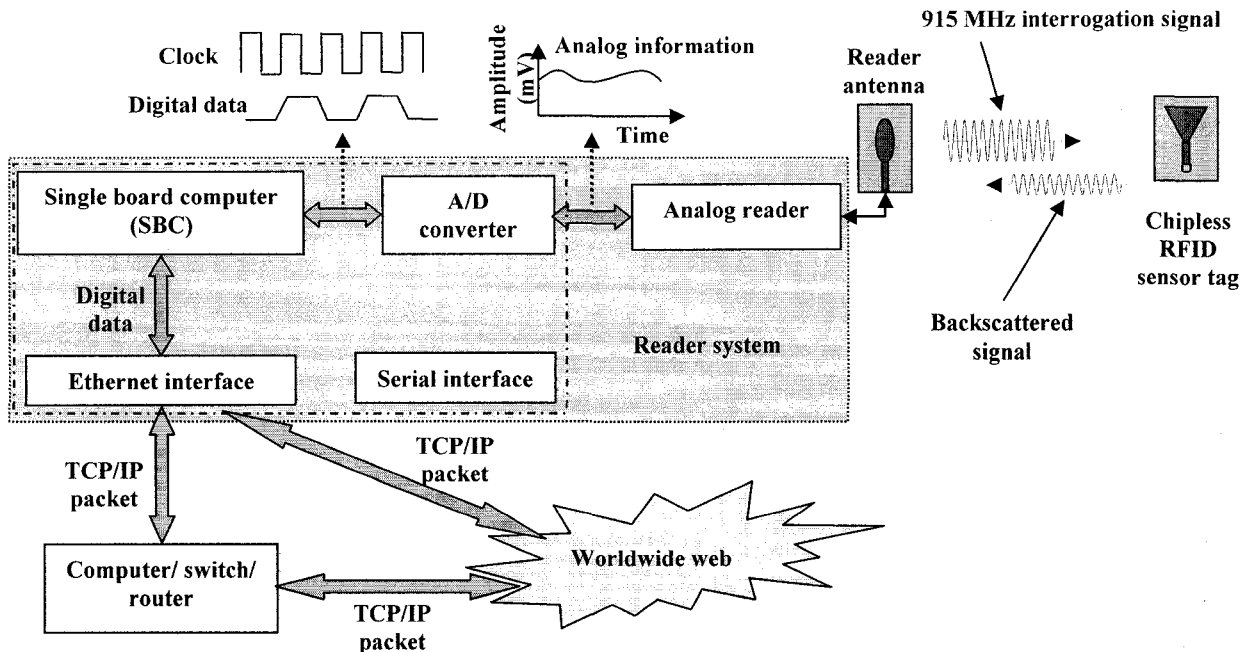 915 MHz interrogation signal
Clock
Digital data
Amplitude
(mV)
Analog information
Time
Reader
antenna
Single board computer
(SBC)
A/D
converter
Analog reader
Chipless
RFID
sensor tag
Digital
data
Backscattered
signal
Reader system
Ethernet interface
Serial interface
TCP/IP
packet
TCP/IP
packet
Computer/ switch/
router
Worldwide web
TCP/IP
packet